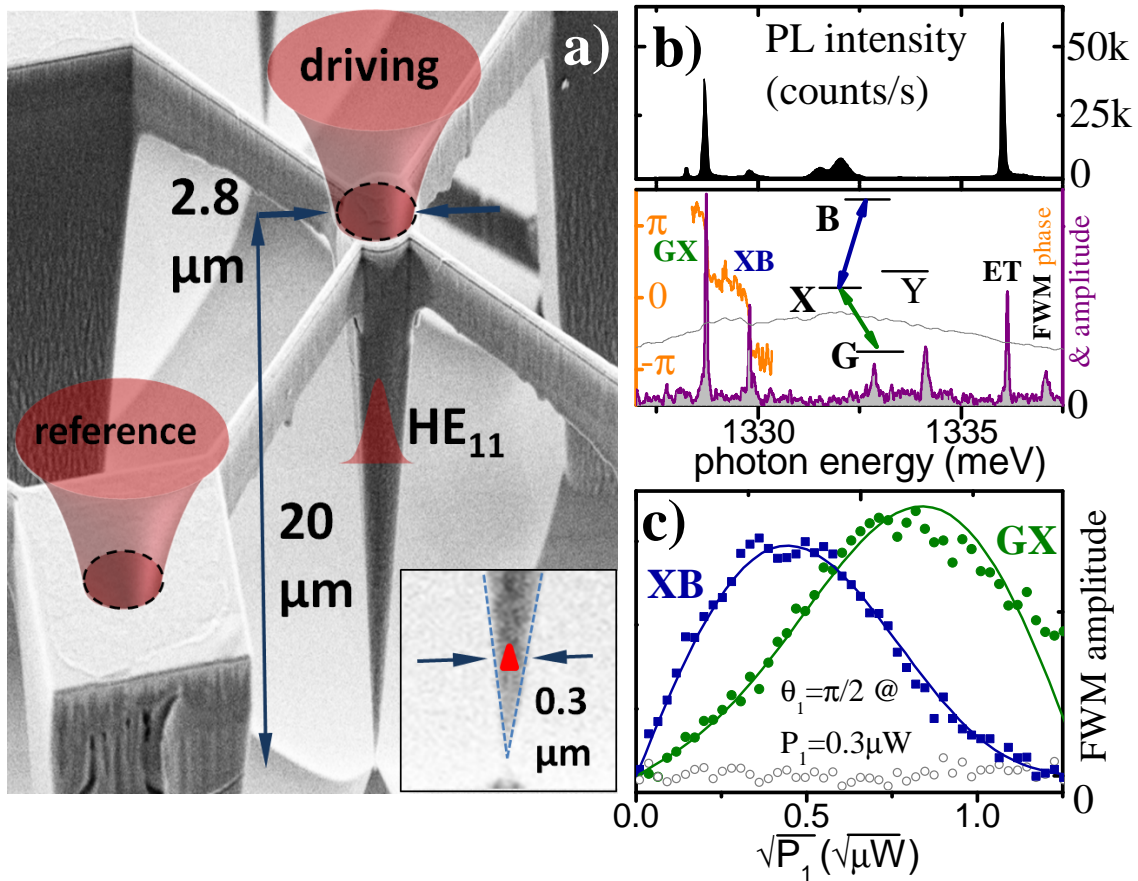 a)
driving
2.8
μm
reference
HE₁₁
20
μm
0.3
μm
b)
PL intensity
(counts/s)
50k
25k
0
π
0
-π
GX
XB
B
X
Y
G
ET
FWM phase
& amplitude
0
1330
1335
photon energy (meV)
c)
XB
GX
θ₁=π/2 @
P₁=0.3μW
FWM amplitude
0
0.0
0.5
1.0
√P₁(√μW)